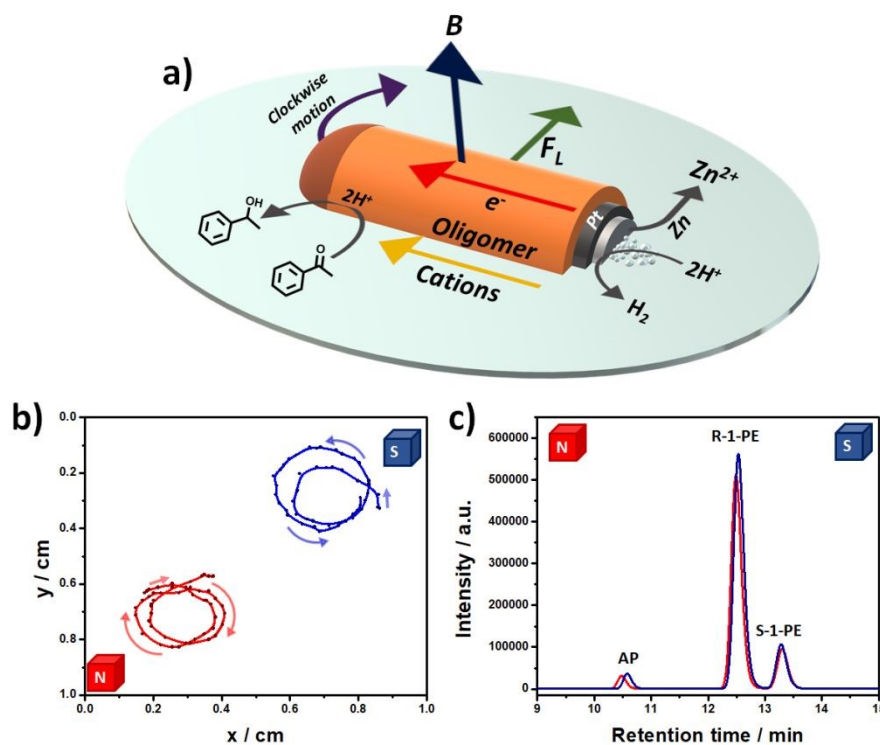 a)
B
Clockwise
motion
F_L
Zn²⁺
Zn
Pt
e⁻
Oligomer
Cations
2H⁺
OH
O
2H⁺
H₂
b)
0.0
0.2
0.4
0.6
0.8
1.0
y / cm
S
N
0.0 0.2 0.4 0.6 0.8 1.0
x / cm
c)
N
S
R-1-PE
S-1-PE
AP
600000
500000
400000
300000
200000
100000
0
Intensity / a.u.
9 10 11 12 13 14 15
Retention time / min